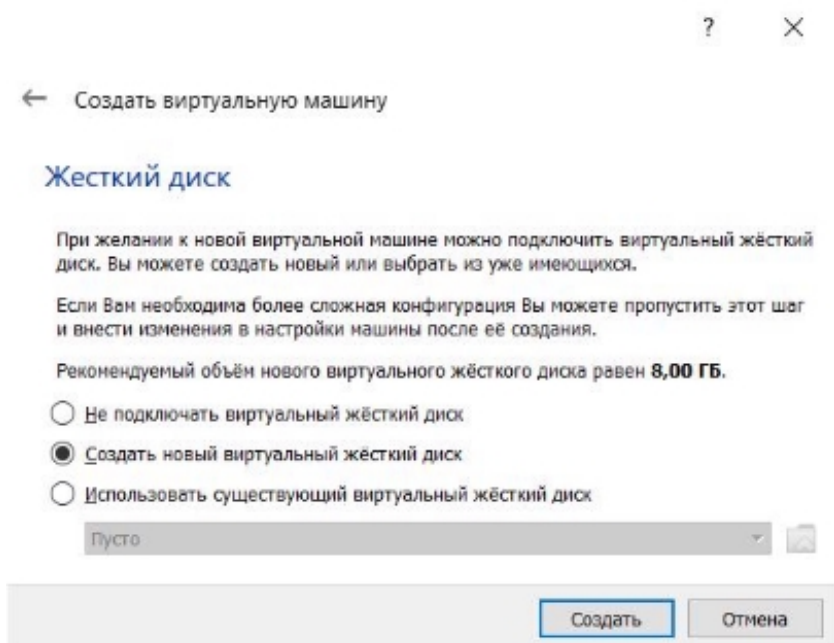 ?
Создать виртуальную машину
Жесткий диск
При желании к новой виртуальной машине можно подключить виртуальный жёсткий
диск. Вы можете создать новый или выбрать из уже имеющихся.
Если Вам необходима более сложная конфигурация Вы можете пропустить этот шаг
и внести изменения в настройки машины после её создания.
Рекомендуемый объём нового виртуального жёсткого диска равен 8,00 ГБ.
Не подключать виртуальный жёсткий диск
Создать новый виртуальный жёсткий диск
Использовать существующий виртуальный жёсткий диск
Пусто
Создать Отмена